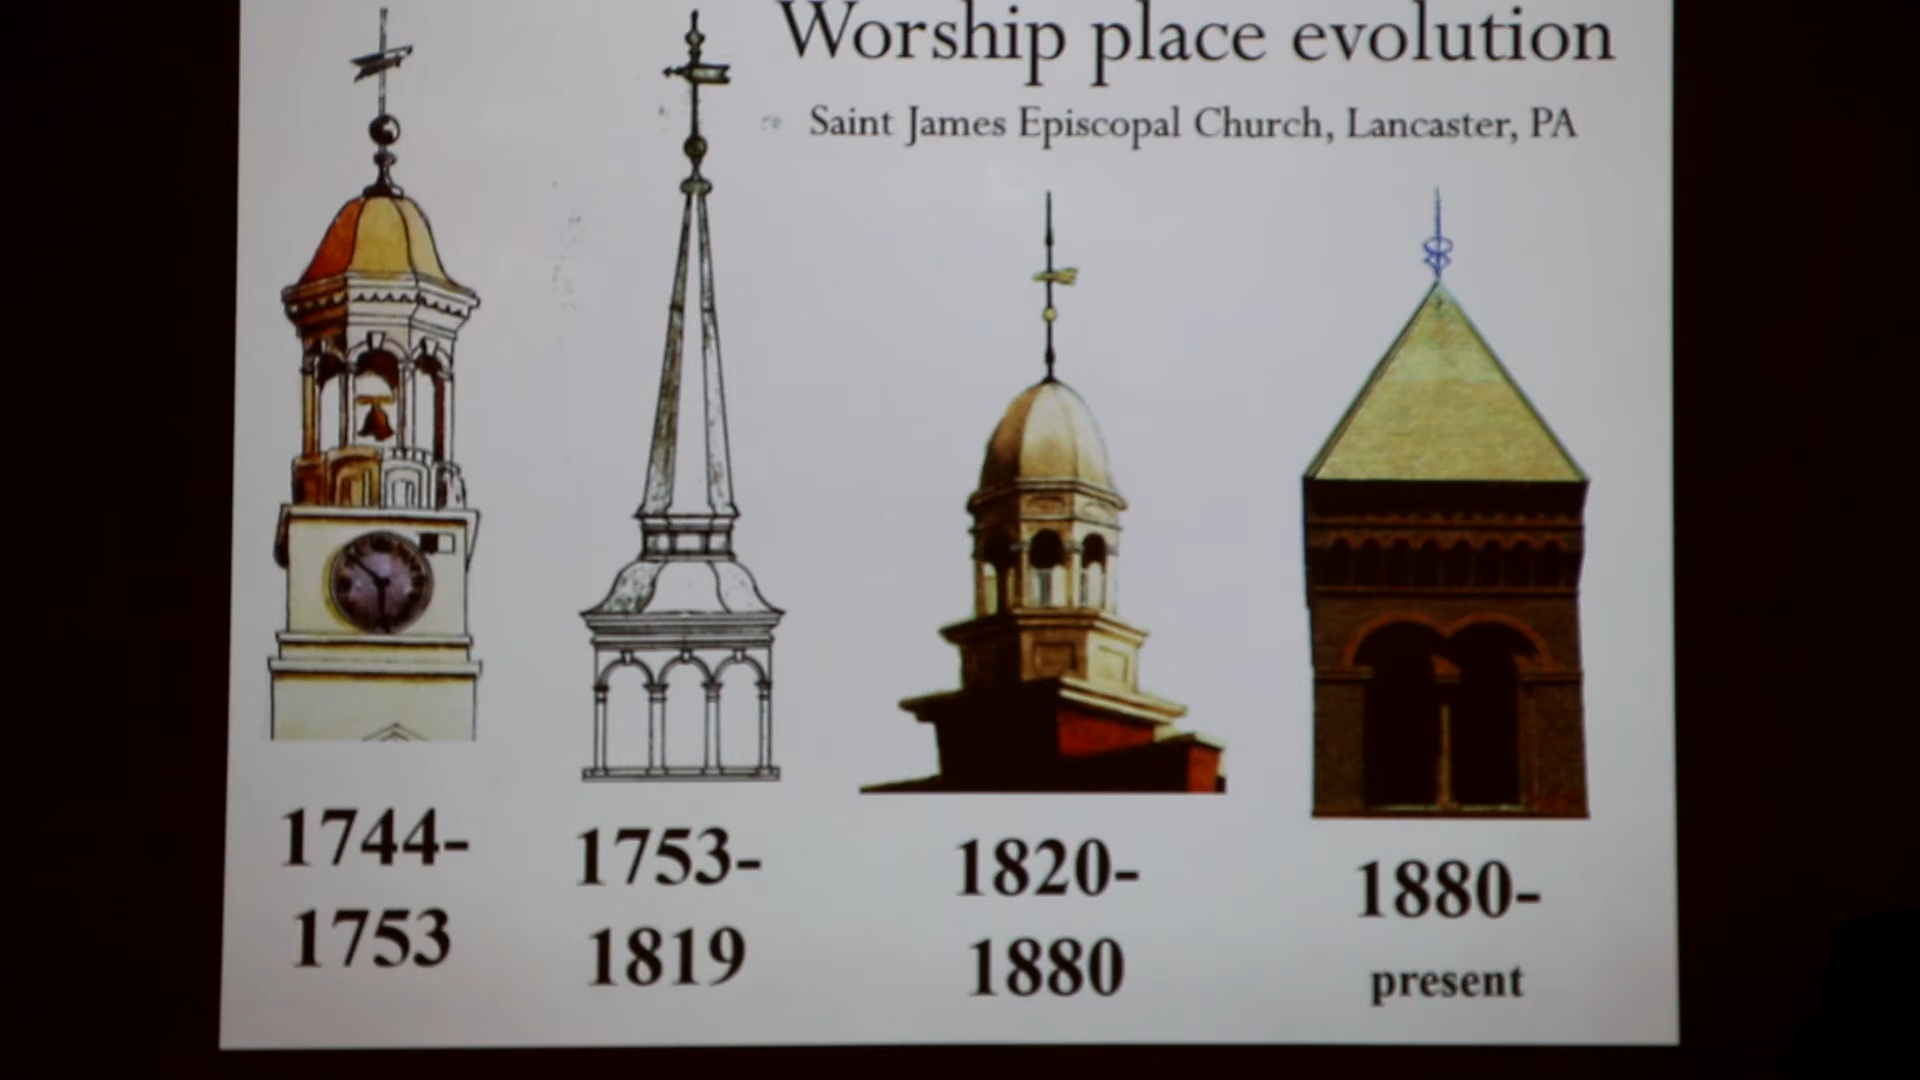 Worship place evolution
Saint James Episcopal Church, Lancaster, PA
1744-
1753
1753-
1819
1820-
1880
1880-
present